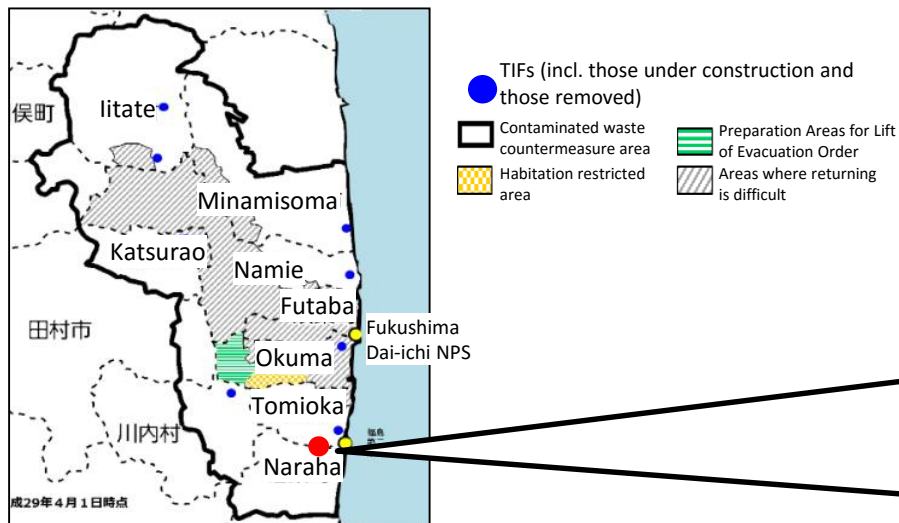 TIFs (incl. those under construction and
those removed)
Contaminated waste
countermeasure area
Preparation Areas for Lift
of Evacuation Order
Habitation restricted
area
Areas where returning
is difficult
俣町
Iitate
Minamisoma
Katsurao
Namie
Futaba
Fukushima
Dai-ichi NPS
田村市
Okuma
Tomioka
川内村
Naraha
成29年4月1日時点